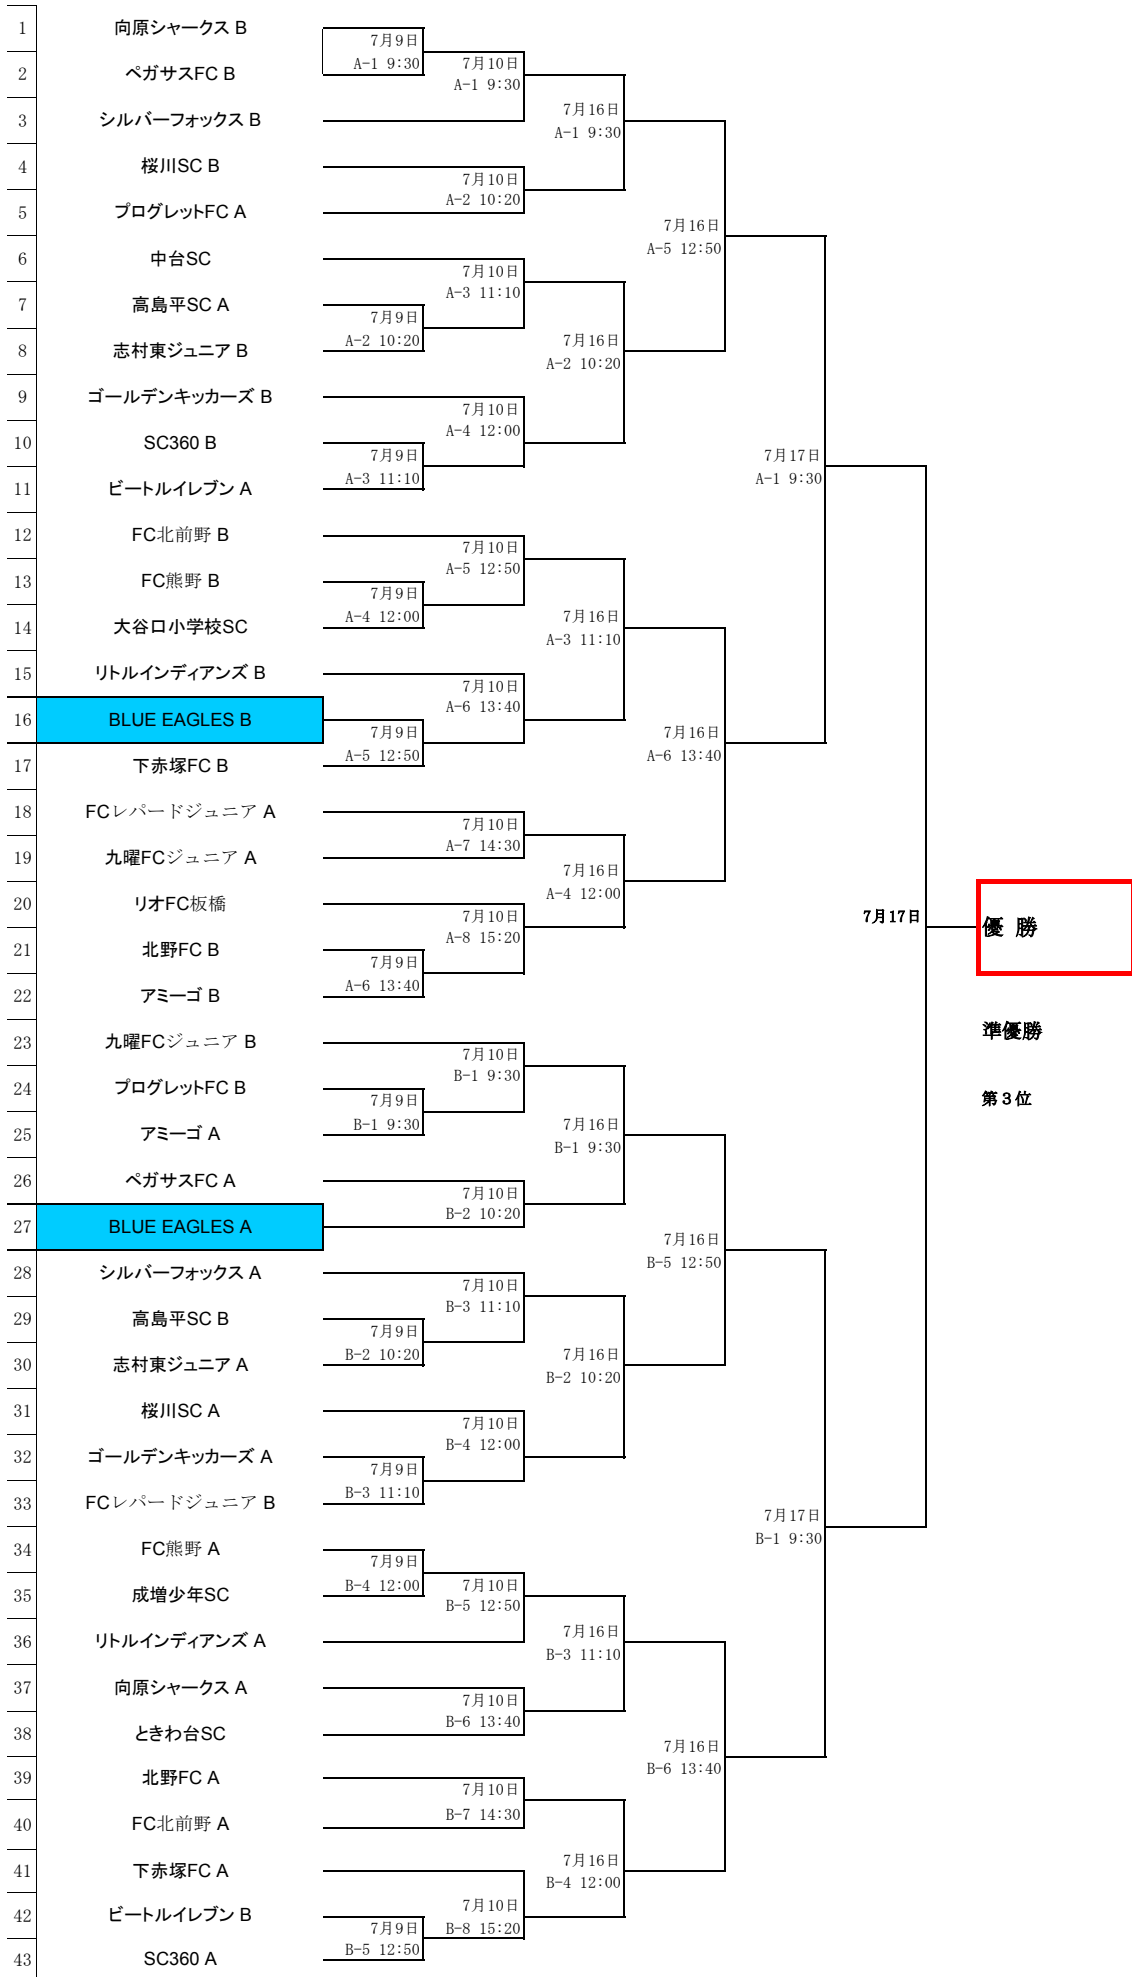 1 向原シャークス B
7月9日
A-1 9:30
2 ペガサスFC B
7月10日
A-1 9:30
3 シルバーフォックス B
7月16日
A-1 9:30
4 桜川SC B
7月10日
A-2 10:20
5 プログレットFC A
7月16日
A-5 12:50
6 中台SC
7月10日
A-3 11:10
7 高島平SC A
7月9日
A-2 10:20
8 志村東ジュニア B
7月16日
A-2 10:20
9 ゴールデンキッカーズ B
7月10日
A-4 12:00
10 SC360 B
7月9日
A-3 11:10
11 ビートルイレブン A
7月17日
A-1 9:30
12 FC北前野 B
7月10日
A-5 12:50
13 FC熊野 B
7月9日
A-4 12:00
14 大谷口小学校SC
7月16日
A-3 11:10
15 リトルインディアンズ B
7月10日
A-6 13:40
16 BLUE EAGLES B
7月9日
A-5 12:50
17 下赤塚FC B
7月16日
A-6 13:40
18 FCレパードジュニア A
7月10日
A-7 14:30
19 九曜FCジュニア A
7月16日
A-4 12:00
20 リオFC板橋
7月10日
A-8 15:20
21 北野FC B
7月9日
A-6 13:40
22 アミーゴ B
7月17日
優 勝
準優勝
第3位
23 九曜FCジュニア B
7月10日
B-1 9:30
24 プログレットFC B
7月9日
B-1 9:30
25 アミーゴ A
7月16日
B-1 9:30
26 ペガサスFC A
7月10日
B-2 10:20
27 BLUE EAGLES A
7月16日
B-5 12:50
28 シルバーフォックス A
7月10日
B-3 11:10
29 高島平SC B
7月9日
B-2 10:20
30 志村東ジュニア A
7月16日
B-2 10:20
31 桜川SC A
7月10日
B-4 12:00
32 ゴールデンキッカーズ A
7月9日
B-3 11:10
33 FCレパードジュニア B
7月17日
B-1 9:30
34 FC熊野 A
7月9日
B-4 12:00
35 成増少年SC
7月10日
B-5 12:50
36 リトルインディアンズ A
7月16日
B-3 11:10
37 向原シャークス A
7月10日
B-6 13:40
38 ときわ台SC
7月16日
B-6 13:40
39 北野FC A
7月10日
B-7 14:30
40 FC北前野 A
7月16日
B-4 12:00
41 下赤塚FC A
7月10日
B-8 15:20
42 ビートルイレブン B
7月9日
B-5 12:50
43 SC360 A